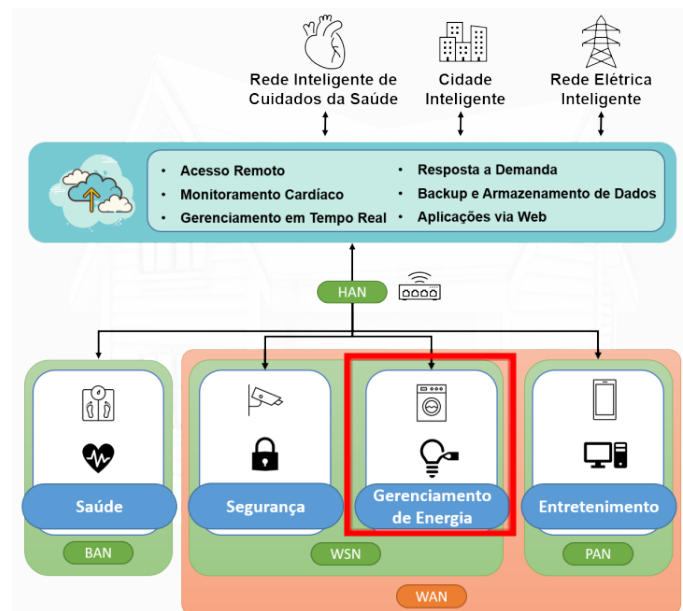 Rede Inteligente de
Cuidados da Saúde
Cidade
Inteligente
Rede Elétrica
Inteligente
• Acesso Remoto
• Monitoramento Cardíaco
• Gerenciamento em Tempo Real
• Resposta a Demanda
• Backup e Armazenamento de Dados
• Aplicações via Web
HAN
Saúde
Segurança
Gerenciamento
de Energia
Entretenimento
BAN
WSN
PAN
WAN